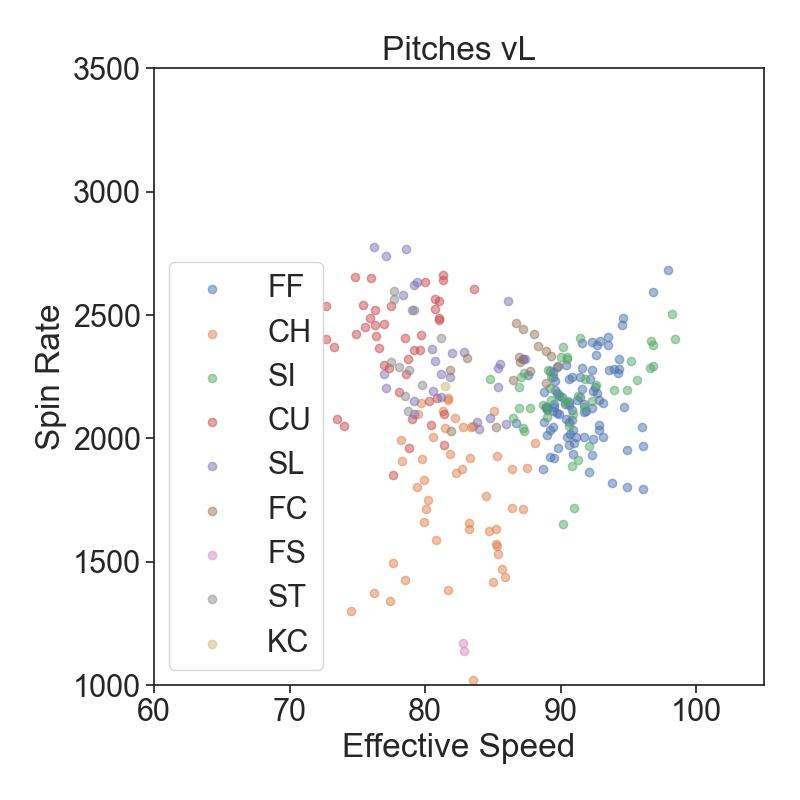 Pitches vL
3500
3000
2500
2000
1500
1000
Spin Rate
FF
CH
SI
CU
SL
FC
FS
ST
KC
60 70 80 90 100
Effective Speed